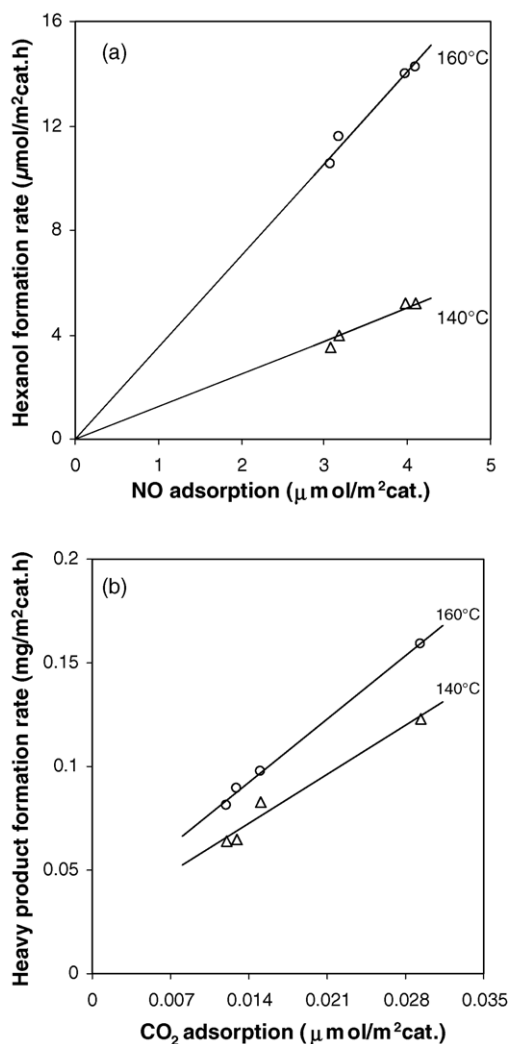 (a)
160°C
140°C
Hexanol formation rate (μmol/m²cat.h)
16
12
8
4
0
0 1 2 3 4 5
NO adsorption (μ mol/m²cat.)
(b)
160°C
140°C
Heavy product formation rate (mg/m²cat.h)
0.2
0.15
0.1
0.05
0
0 0.007 0.014 0.021 0.028 0.035
CO₂ adsorption (μ mol/m²cat.)